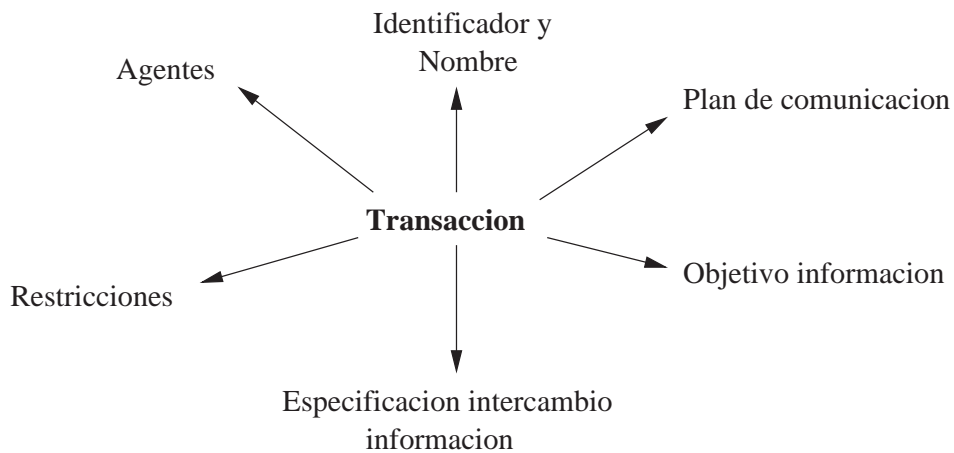 Identificador y
Nombre
Agentes
Plan de comunicacion
Transaccion
Restricciones
Objetivo informacion
Especificacion intercambio
informacion